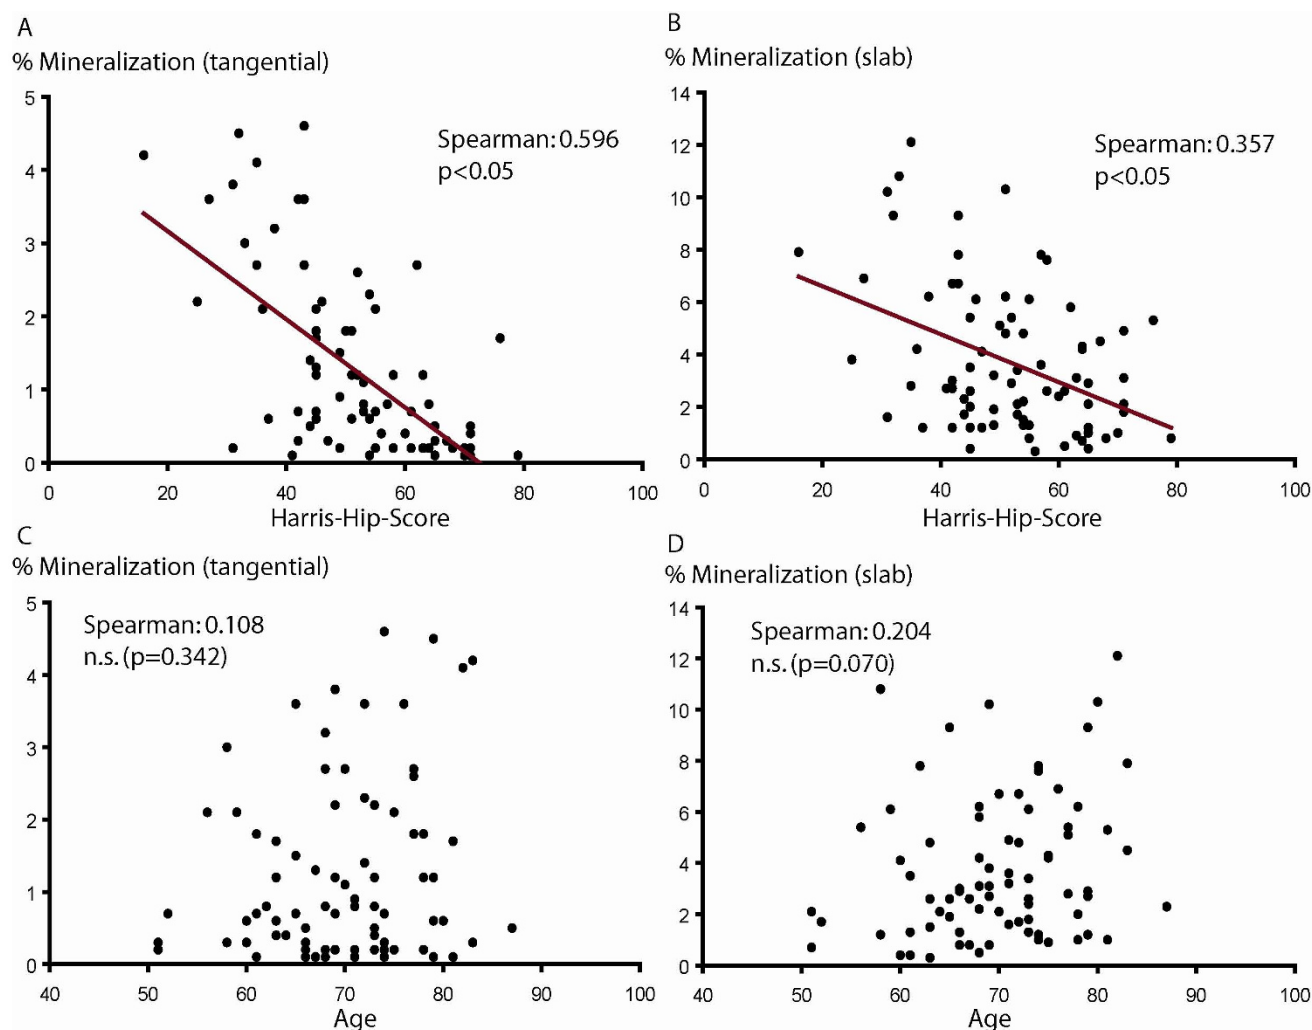 A
% Mineralization (tangential)
5
4
3
2
1
0
Spearman: 0.596
p<0.05
0 20 40 60 80 100
Harris-Hip-Score
B
% Mineralization (slab)
14
12
10
8
6
4
2
0
Spearman: 0.357
p<0.05
0 20 40 60 80 100
Harris-Hip-Score
C
% Mineralization (tangential)
5
4
3
2
1
0
Spearman: 0.108
n.s. (p=0.342)
40 50 60 70 80 90 100
Age
D
% Mineralization (slab)
14
12
10
8
6
4
2
0
Spearman: 0.204
n.s. (p=0.070)
40 50 60 70 80 90 100
Age